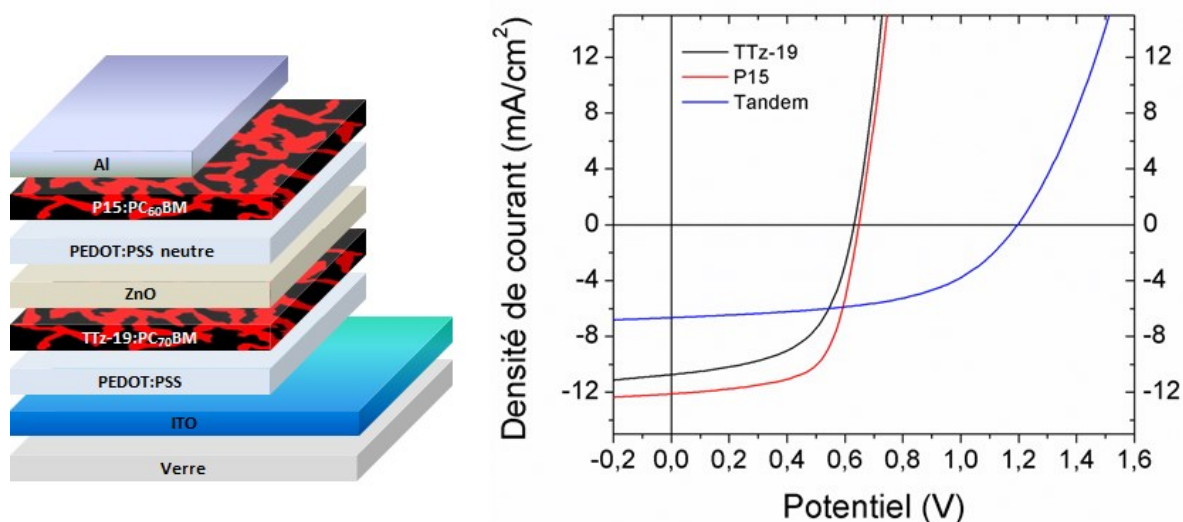 Al
P15:PC60BM
PEDOT:PSS neutre
ZnO
TTz-19:PC70BM
PEDOT:PSS
ITO
Verre
Densité de courant (mA/cm²)
12
8
4
0
-4
-8
-12
TTz-19
P15
Tandem
12
8
4
0
-4
-8
-12
-0,2 0,0 0,2 0,4 0,6 0,8 1,0 1,2 1,4 1,6
Potentiel (V)